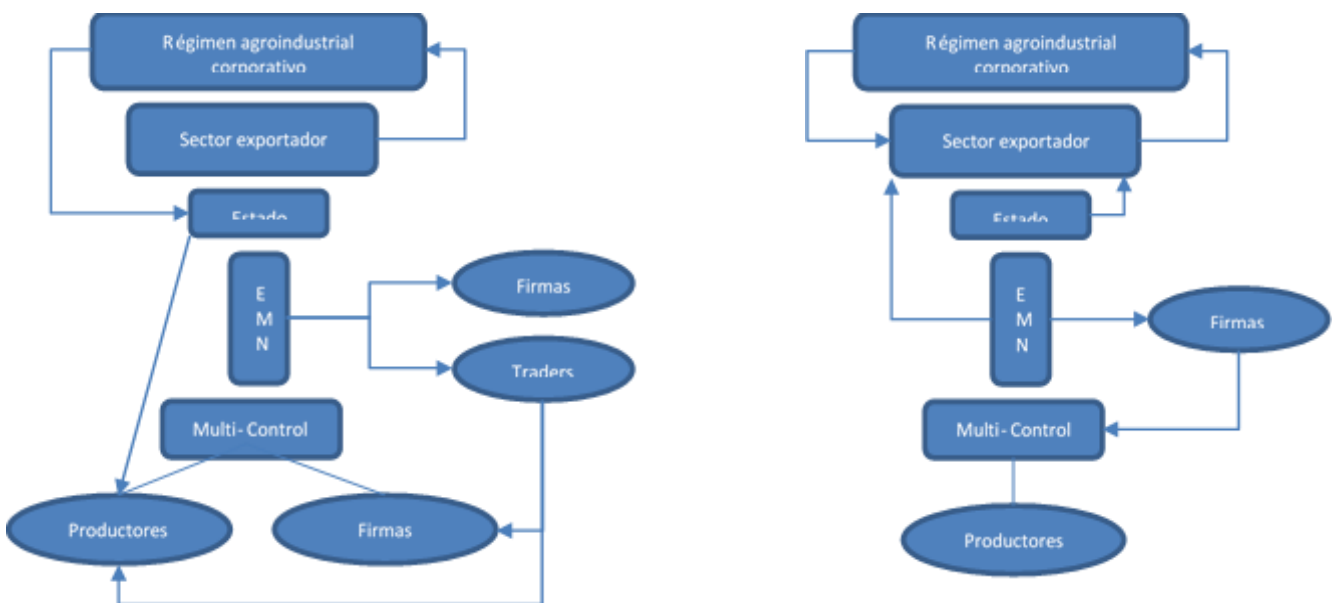 Régimen agroindustrial
corporativo
Sector exportador
Estado
E
M
N
Firmas
Traders
Multi-Control
Productores
Firmas
Régimen agroindustrial
corporativo
Sector exportador
Estado
E
M
N
Firmas
Multi-Control
Productores